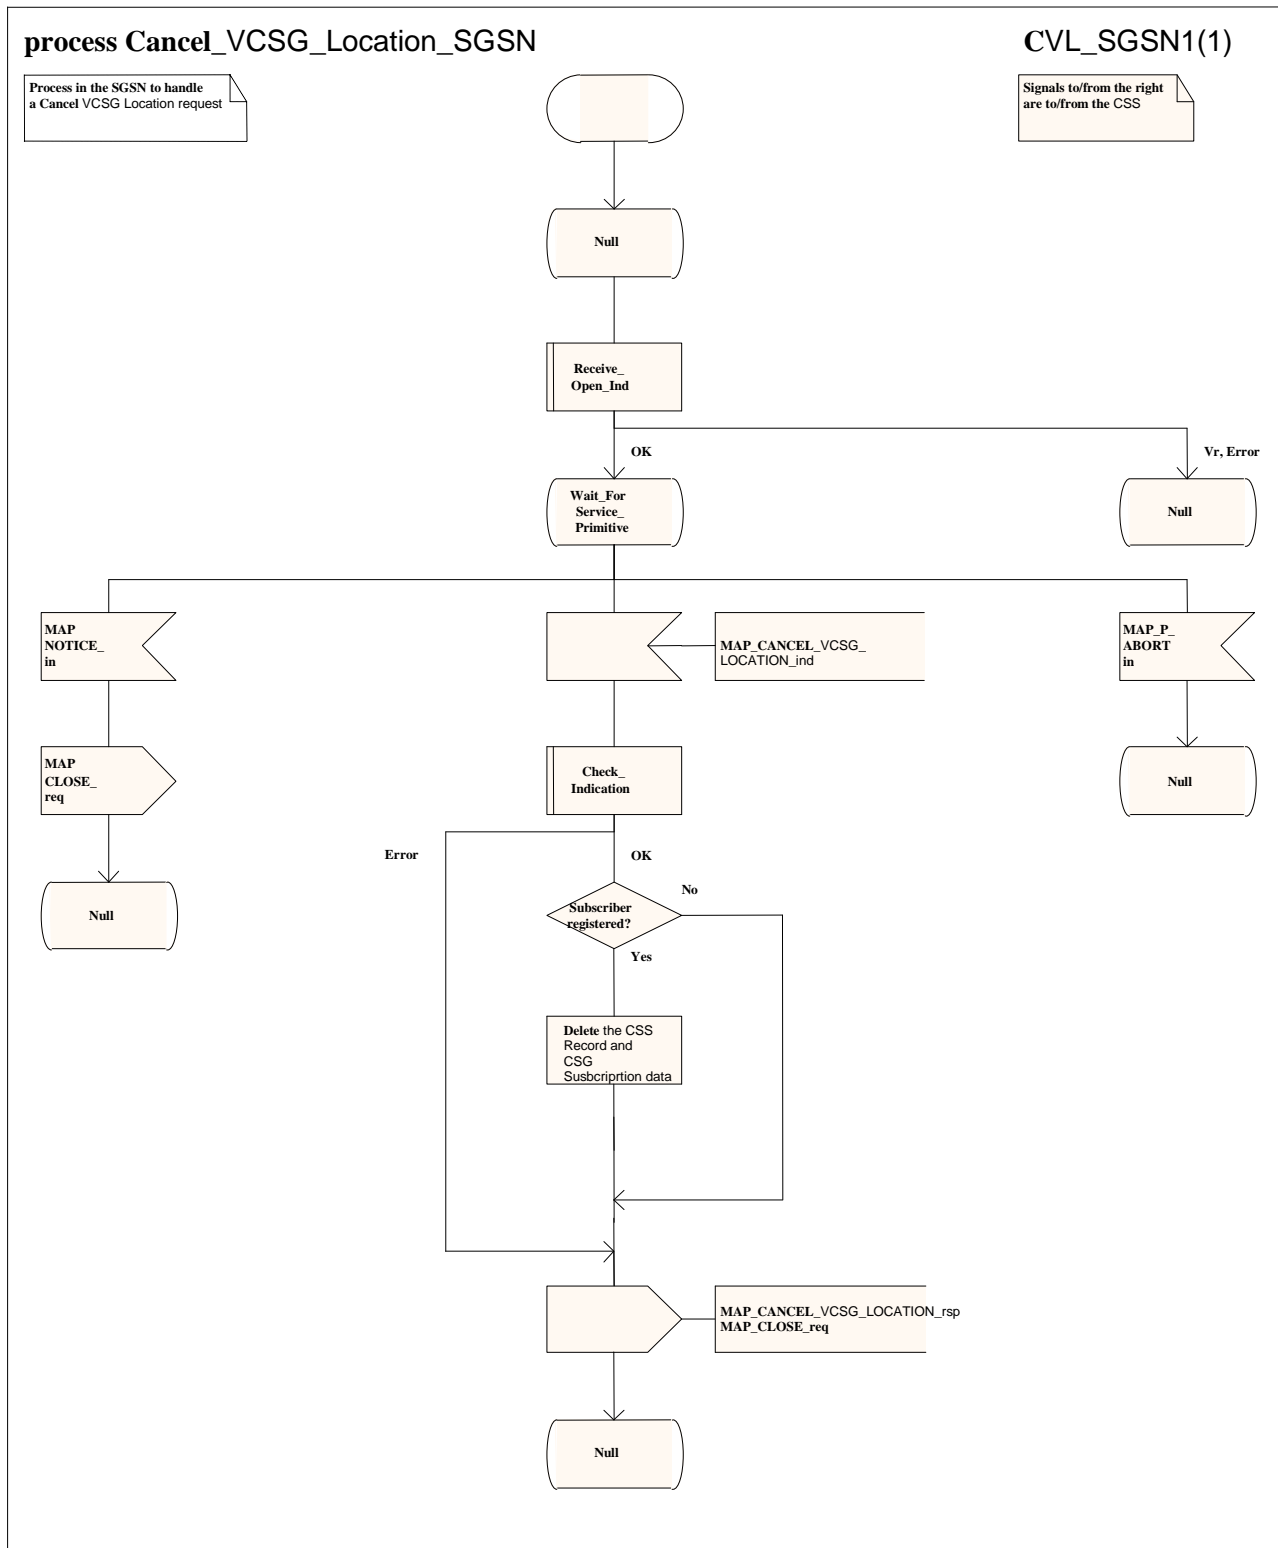 process Cancel_VCSG_Location_SGSN
CVL_SGSN1(1)
Process in the SGSN to handle
a Cancel VCSG Location request
Signals to/from the right
are to/from the CSS
Null
Receive_
Open_Ind
OK
Vr, Error
Wait_For
Service_
Primitive
Null
MAP
NOTICE_
in
MAP_CANCEL_VCSG_
LOCATION_ind
MAP_P_
ABORT
in
MAP
CLOSE_
req
Check_
Indication
Null
Error
OK
No
Null
Subscriber
registered?
Yes
Delete the CSS
Record and
CSG
Susbcriprtion data
MAP_CANCEL_VCSG_LOCATION_rsp
MAP_CLOSE_req
Null